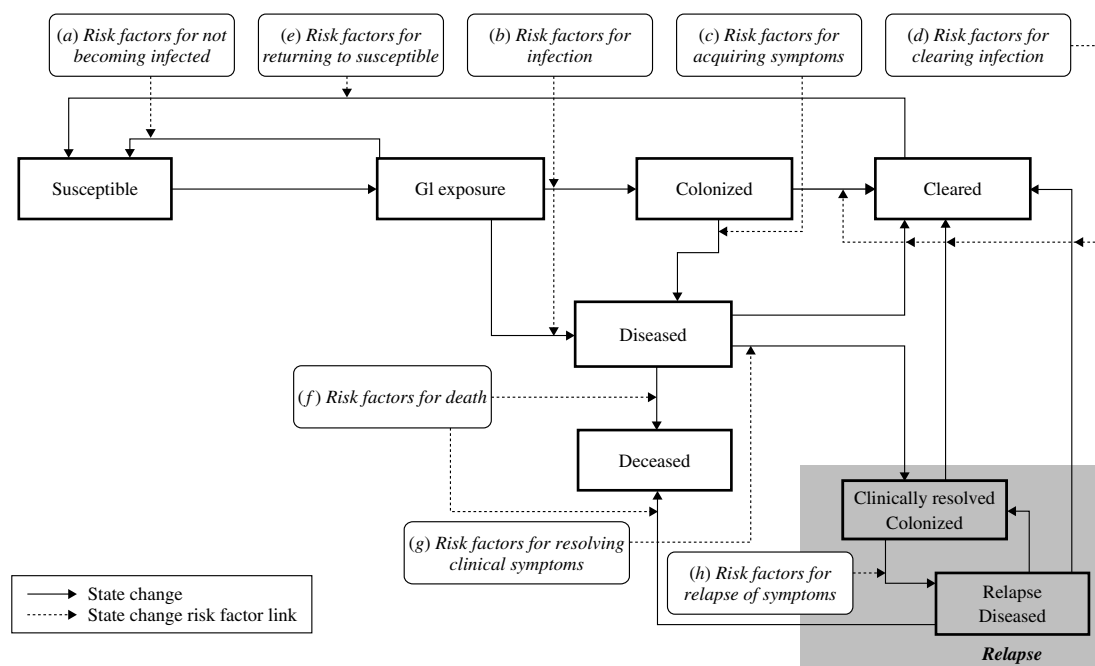 (a) Risk factors for not
becoming infected
(e) Risk factors for
returning to susceptible
(b) Risk factors for
infection
(c) Risk factors for
acquiring symptoms
(d) Risk factors for
clearing infection
Susceptible
Gl exposure
Colonized
Cleared
Diseased
(f) Risk factors for death
Deceased
Clinically resolved
Colonized
(g) Risk factors for resolving
clinical symptoms
(h) Risk factors for
relapse of symptoms
Relapse
Diseased
Relapse
State change
State change risk factor link